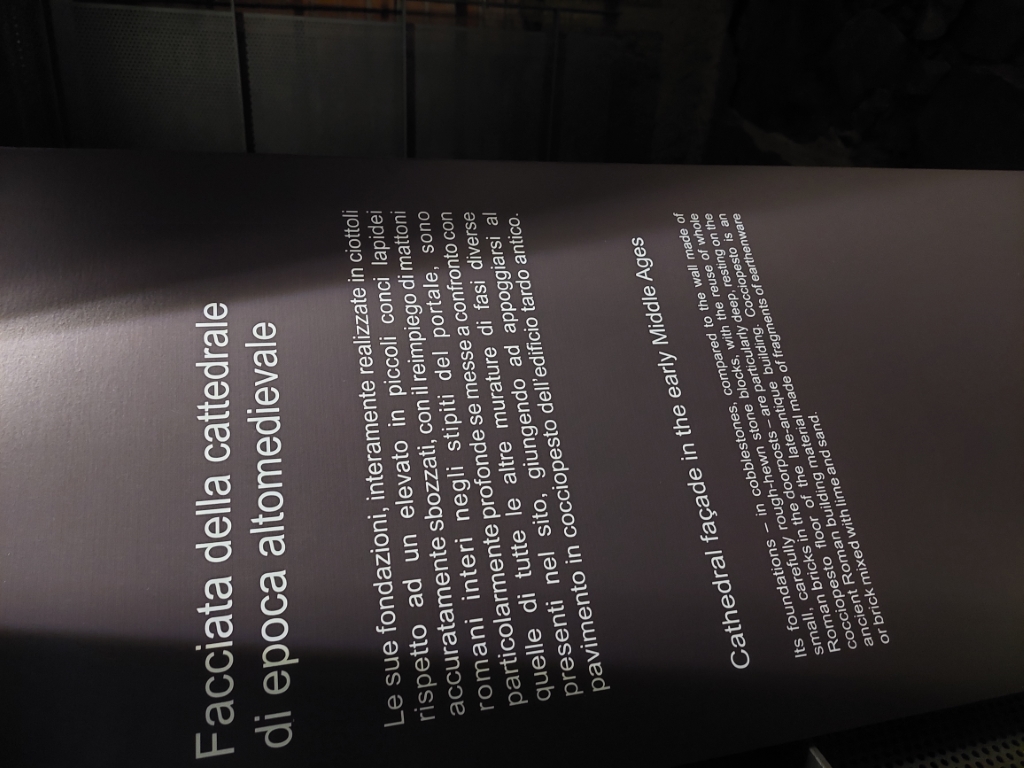 Facciata della cattedrale
di epoca altomedievale
Le sue fondazioni, interamente realizzate in ciottoli
rispetto ad un elevato in piccoli conci lapidei
accuratamente sbozzati, con il reimpiego di mattoni
romani interi negli stipiti del portale, sono
particolarmente profonde se messe a confronto con
quelle di tutte le altre murature di fasi diverse
presenti nel sito, giungendo ad appoggiarsi al
pavimento in cocciopesto dell'edificio tardo antico.
Cathedral façade in the early Middle Ages
Its foundations – in cobblestones, compared to the wall made of
small, carefully rough-hewn stone blocks, with the reuse of whole
Roman bricks in the doorposts – are particularly deep, resting on the
cocciopesto floor of the late-antique building. Cocciopesto is an
ancient Roman building material made of fragments of earthenware
or brick mixed with lime and sand.